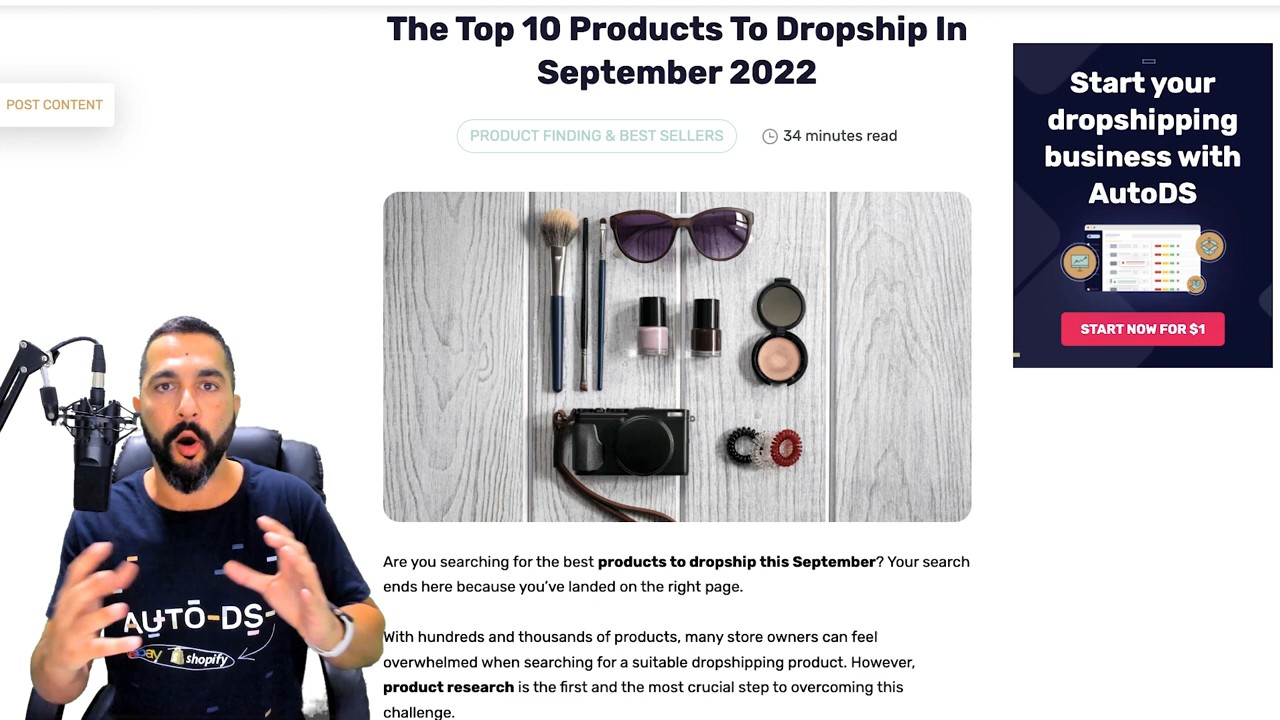 The Top 10 Products To Dropship In
September 2022
POST CONTENT
PRODUCT FINDING & BEST SELLERS
34 minutes read
Start your
dropshipping
business with
AutoDS
START NOW FOR $1
Are you searching for the best products to dropship this September? Your search
ends here because you’ve landed on the right page.
With hundreds and thousands of products, many store owners can feel
overwhelmed when searching for a suitable dropshipping product. However,
product research is the first and the most crucial step to overcoming this
challenge.
AUTO-DS
ebay shopify